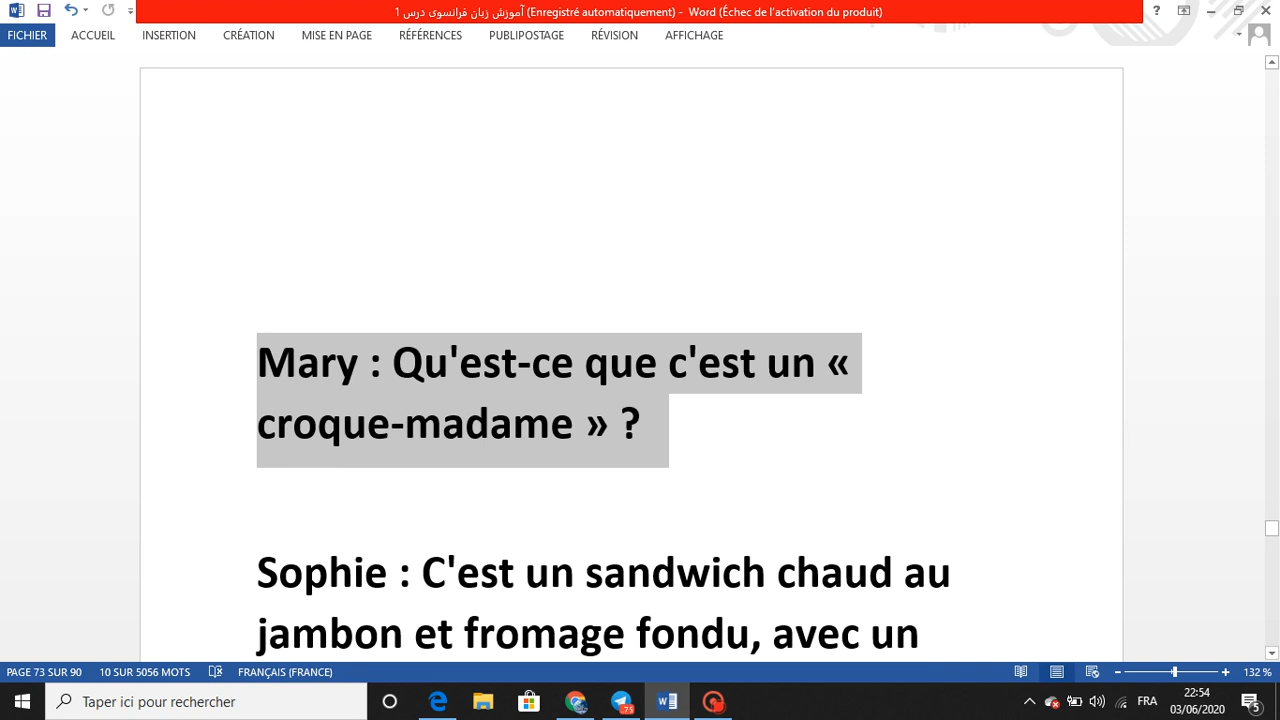 آموزش زبان فرانسوی درس 1 (Enregistré automatiquement) - Word (Échec de l'activation du produit)
FICHIER ACCUEIL INSERTION CRÉATION MISE EN PAGE RÉFÉRENCES PUBLIPOSTAGE RÉVISION AFFICHAGE
Mary : Qu'est-ce que c'est un «
croque-madame » ?
Sophie : C'est un sandwich chaud au
jambon et fromage fondu, avec un
PAGE 73 SUR 90 10 SUR 5056 MOTS FRANÇAIS (FRANCE) 132 %
Taper ici pour rechercher 75 FRA 22:54
03/06/2020 5